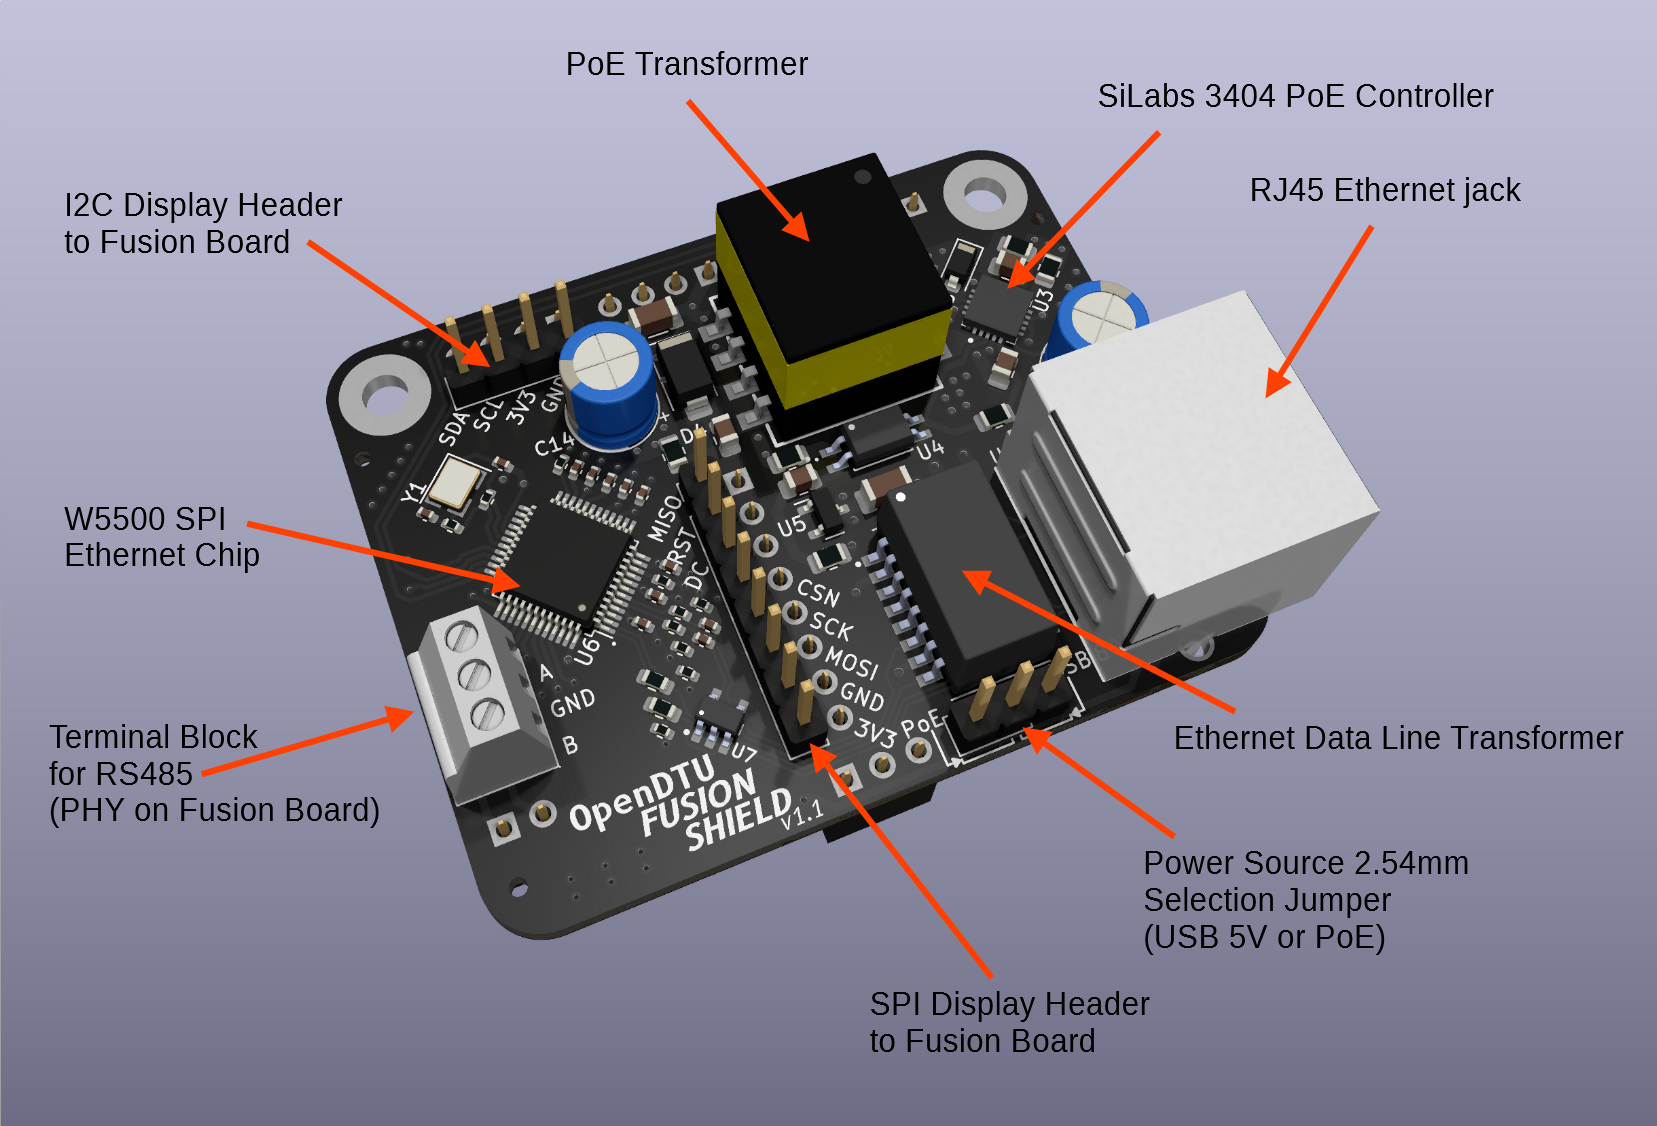 PoE Transformer
SiLabs 3404 PoE Controller
RJ45 Ethernet jack
I2C Display Header
to Fusion Board
W5500 SPI
Ethernet Chip
Terminal Block
for RS485
(PHY on Fusion Board)
Ethernet Data Line Transformer
Power Source 2.54mm
Selection Jumper
(USB 5V or PoE)
SPI Display Header
to Fusion Board
SDA
SCL
3V3
GND
C14
D4
U3
U4
U5
Y1
MISO
RST
DC
CSN
SCK
MOSI
GND
3V3
PoE
U6
U7
A
GND
B
OpenDTU
FUSION
SHIELD
v1.1